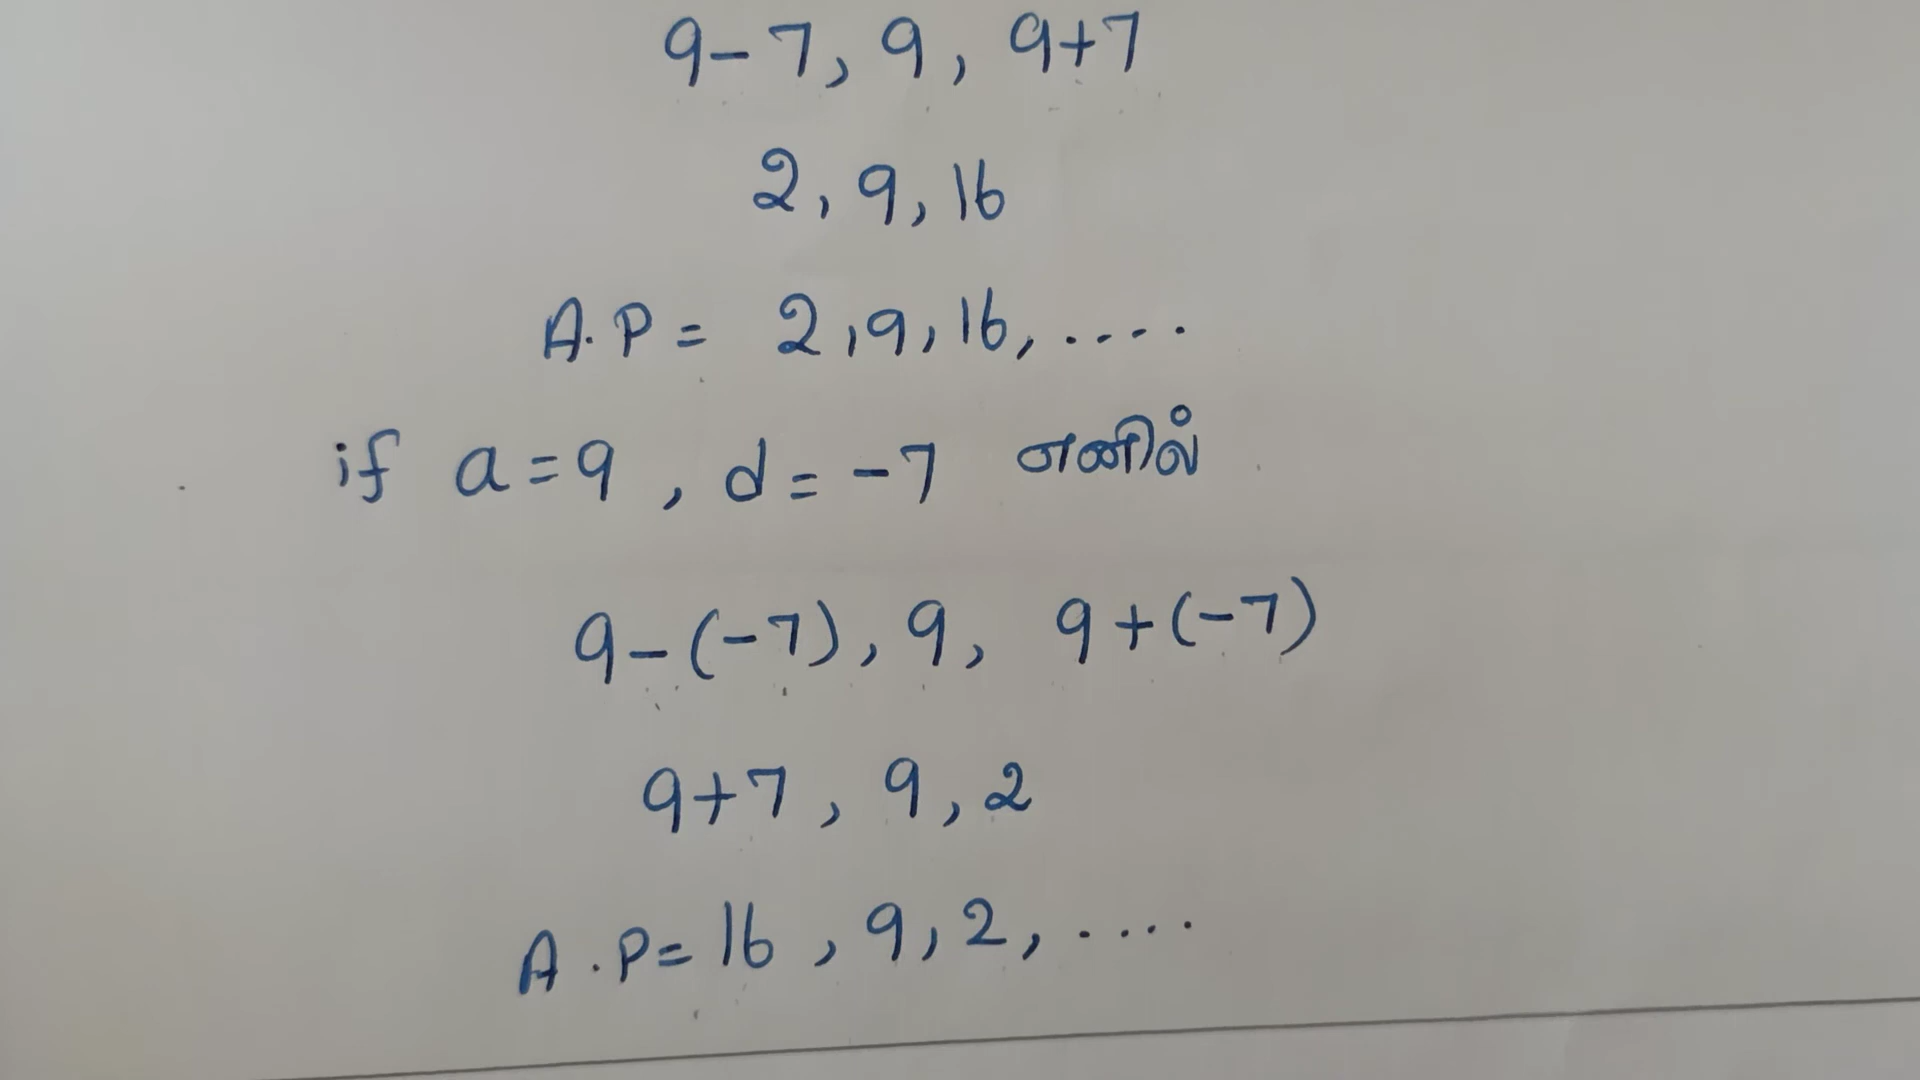 9-7, 9, 9+7
2, 9, 16
A.P = 2, 9, 16, ....
if a=9, d=-7 எனில்
9-(-7), 9, 9+(-7)
9+7, 9, 2
A.P=16, 9, 2, ....